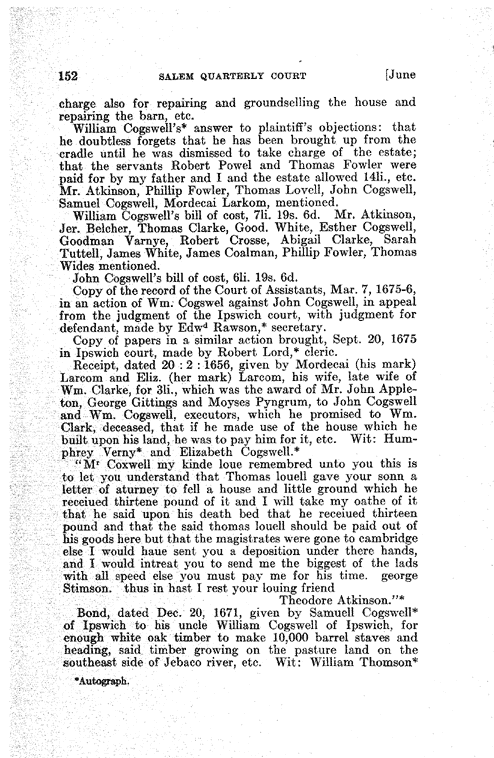 152 SALEM QUARTERLY COURT [June
charge also for repairing and groundselling the house and
repairing the barn, etc.
William Cogswell's* answer to plaintiff's objections: that
he doubtless forgets that he has been brought up from the
cradle until he was dismissed to take charge of the estate;
that the servants Robert Powel and Thomas Fowler were
paid for by my father and I and the estate allowed 14li., etc.
Mr. Atkinson, Phillip Fowler, Thomas Lovell, John Cogswell,
Samuel Cogswell, Mordecai Larkom, mentioned.
William Cogswell's bill of cost, 7li. 19s. 6d. Mr. Atkinson,
Jer. Belcher, Thomas Clarke, Good. White, Esther Cogswell,
Goodman Varnye, Robert Crosse, Abigail Clarke, Sarah
Tuttell, James White, James Coalman, Phillip Fowler, Thomas
Wides mentioned.
John Cogswell's bill of cost, 6li. 19s. 6d.
Copy of the record of the Court of Assistants, Mar. 7, 1675-6,
in an action of Wm. Cogswel against John Cogswell, in appeal
from the judgment of the Ipswich court, with judgment for
defendant, made by Edwᵈ Rawson,* secretary.
Copy of papers in a similar action brought, Sept. 20, 1675
in Ipswich court, made by Robert Lord,* cleric.
Receipt, dated 20 : 2 : 1656, given by Mordecai (his mark)
Larcom and Eliz. (her mark) Larcom, his wife, late wife of
Wm. Clarke, for 3li., which was the award of Mr. John Apple-
ton, George Gittings and Moyses Pyngrum, to John Cogswell
and Wm. Cogswell, executors, which he promised to Wm.
Clark, deceased, that if he made use of the house which he
built upon his land, he was to pay him for it, etc. Wit: Hum-
phrey Verny* and Elizabeth Cogswell.*
"Mʳ Coxwell my kinde loue remembred unto you this is
to let you understand that Thomas louell gave your sonn a
letter of aturney to fell a house and little ground which he
receiued thirtene pound of it and I will take my oathe of it
that he said upon his death bed that he receiued thirteen
pound and that the said thomas louell should be paid out of
his goods here but that the magistrates were gone to cambridge
else I would haue sent you a deposition under there hands,
and I would intreat you to send me the biggest of the lads
with all speed else you must pay me for his time. george
Stimson. thus in hast I rest your louing friend
Theodore Atkinson."*
Bond, dated Dec. 20, 1671, given by Samuell Cogswell*
of Ipswich to his uncle William Cogswell of Ipswich, for
enough white oak timber to make 10,000 barrel staves and
heading, said timber growing on the pasture land on the
southeast side of Jebaco river, etc. Wit: William Thomson*
*Autograph.